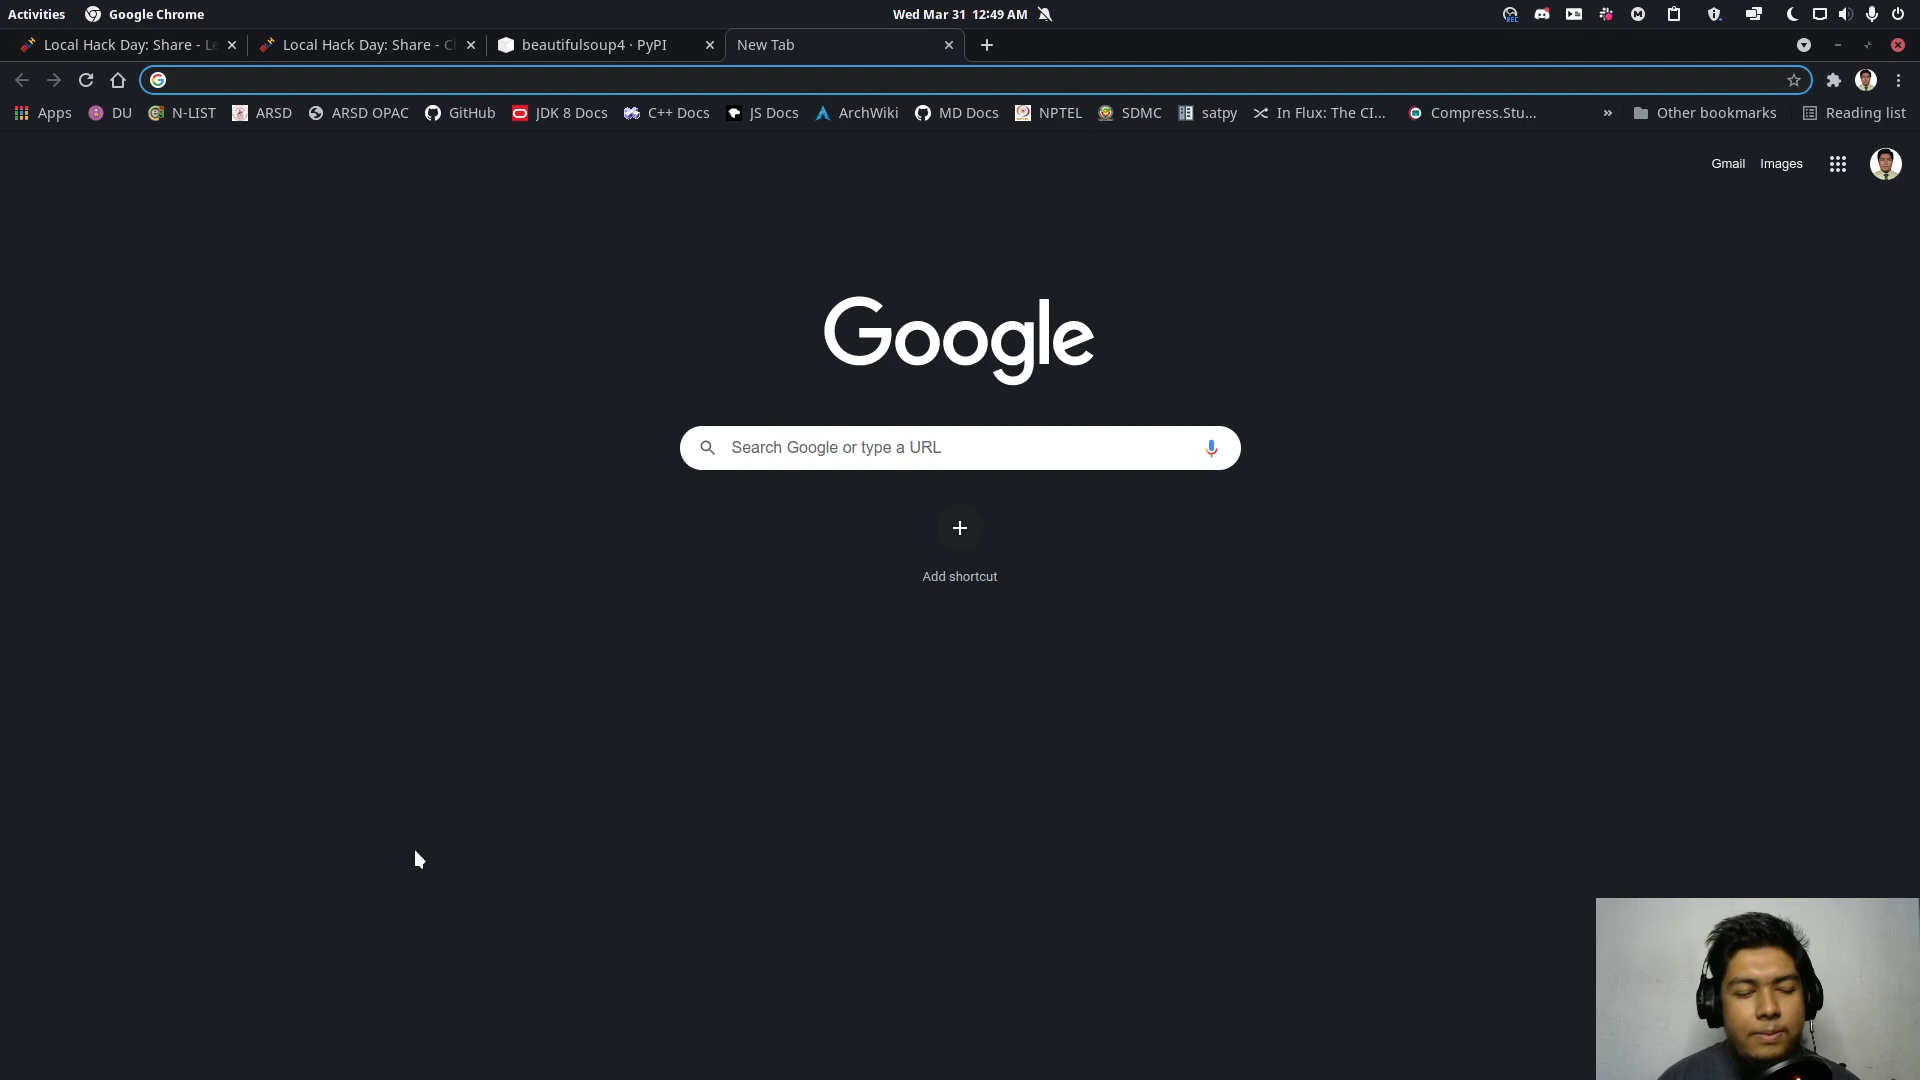 Activities Google Chrome Wed Mar 31 12:49 AM
Local Hack Day: Share - Le Local Hack Day: Share - C beautifulsoup4 · PyPI New Tab
Apps DU N-LIST ARSD ARSD OPAC GitHub JDK 8 Docs C++ Docs JS Docs ArchWiki MD Docs NPTEL SDMC satpy In Flux: The CI... Compress.Stu... » Other bookmarks Reading list
Gmail Images
Google
Search Google or type a URL
Add shortcut